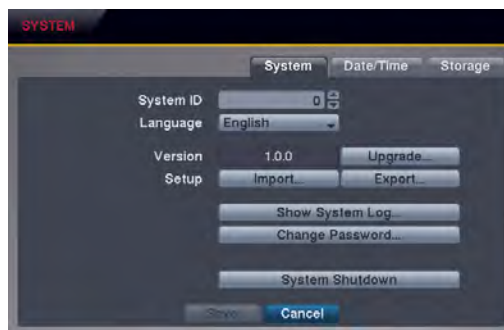 SYSTEM
System Date/Time Storage
System ID 0
Language English
Version 1.0.0 Upgrade...
Setup Import... Export...
Show System Log...
Change Password...
System Shutdown
Save Cancel